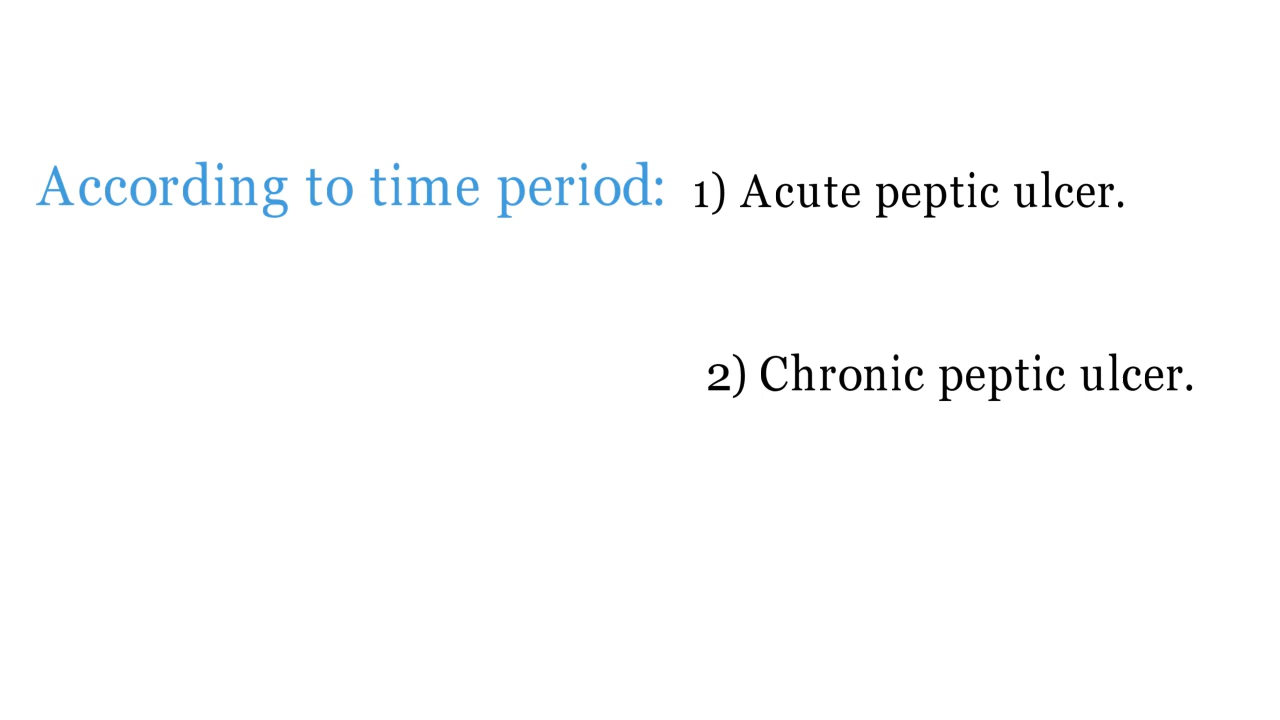 According to time period: 1) Acute peptic ulcer.
2) Chronic peptic ulcer.